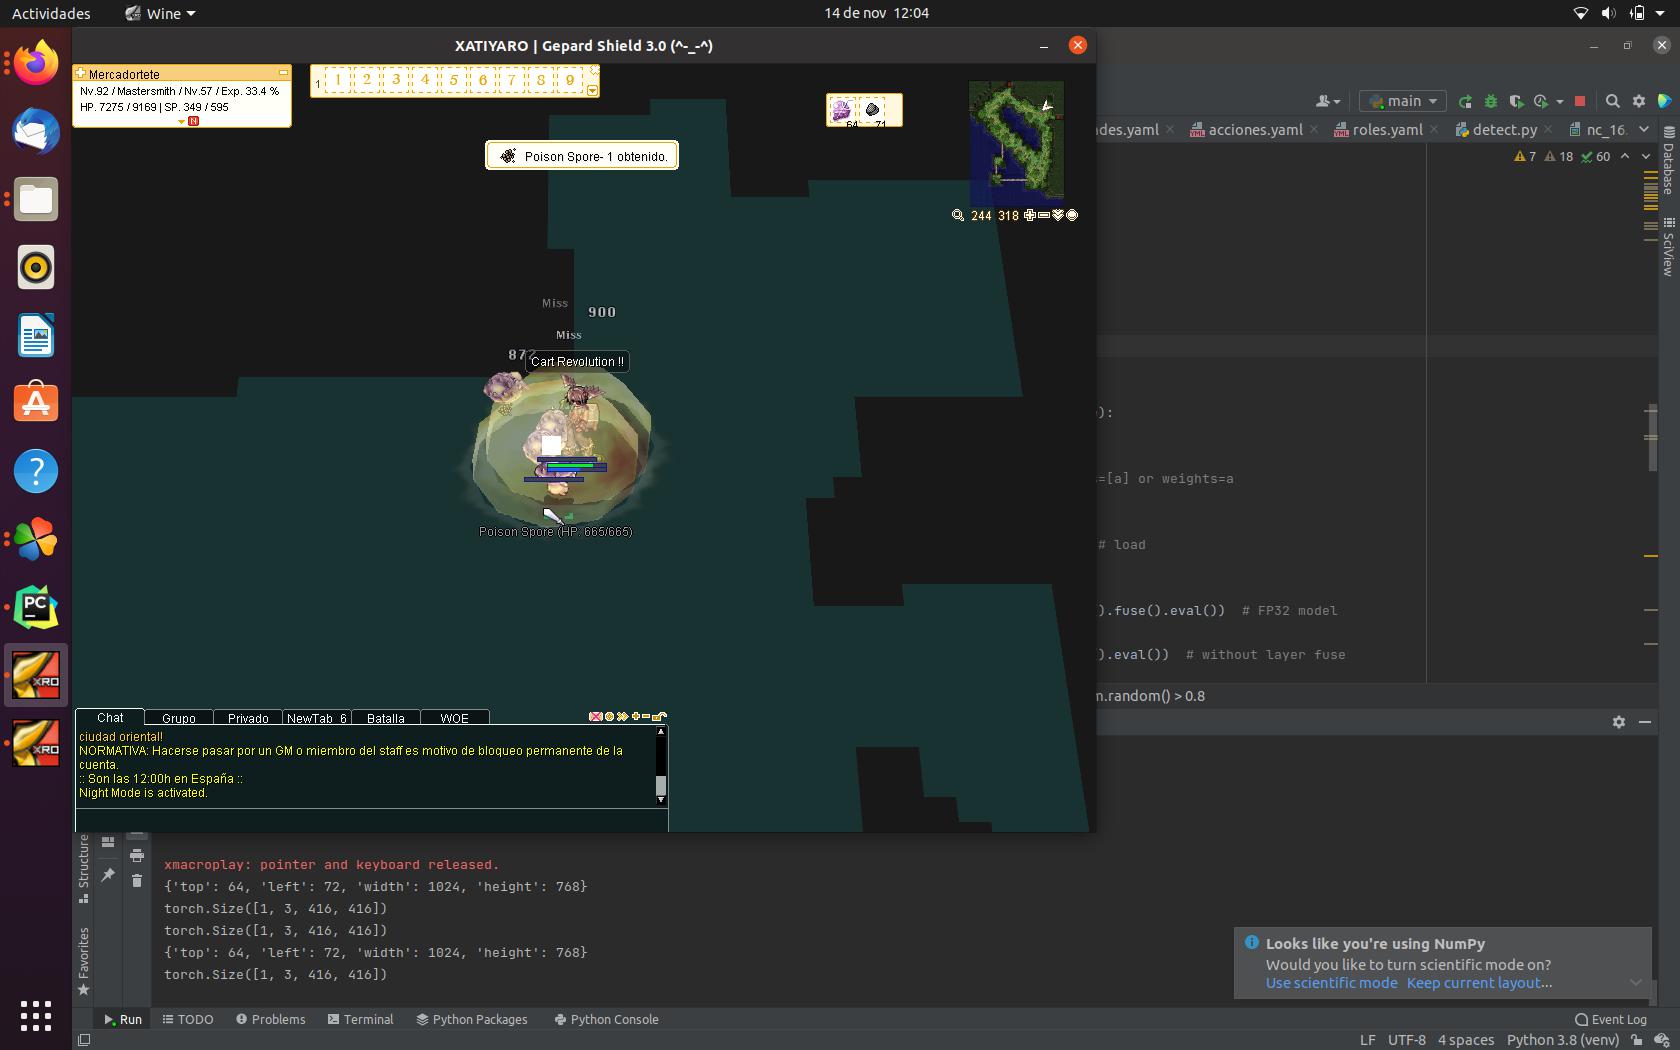 Actividades
Wine
14 de nov 12:04
XATIYARO | Gepard Shield 3.0 (^-_-^)
Mercadortete
Nv.92 / Mastersmith / Nv.57 / Exp. 33.4 %
HP. 7275 / 9169 | SP. 349 / 595
N
1 1 2 3 4 5 6 7 8 9
64 71
Poison Spore- 1 obtenido.
244 318
main
acciones.yaml
roles.yaml
detect.py
nc_16.
7 18 60
Database
SciView
Miss
900
Miss
Cart Revolution !!
Poison Spore (HP: 665/665)
):
=[a] or weights=a
# load
).fuse().eval()) # FP32 model
).eval()) # without layer fuse
m.random() > 0.8
PC
XRO
XRO
Chat Grupo Privado NewTab_6 Batalla WOE
ciudad oriental!
NORMATIVA: Hacerse pasar por un GM o miembro del staff es motivo de bloqueo permanente de la
cuenta.
:: Son las 12:00h en España ::
Night Mode is activated.
Structure
Favorites
xmacroplay: pointer and keyboard released.
{'top': 64, 'left': 72, 'width': 1024, 'height': 768}
torch.Size([1, 3, 416, 416])
torch.Size([1, 3, 416, 416])
{'top': 64, 'left': 72, 'width': 1024, 'height': 768}
torch.Size([1, 3, 416, 416])
Looks like you're using NumPy
Would you like to turn scientific mode on?
Use scientific mode Keep current layout...
Run TODO Problems Terminal Python Packages Python Console
Event Log
LF UTF-8 4 spaces Python 3.8 (venv)